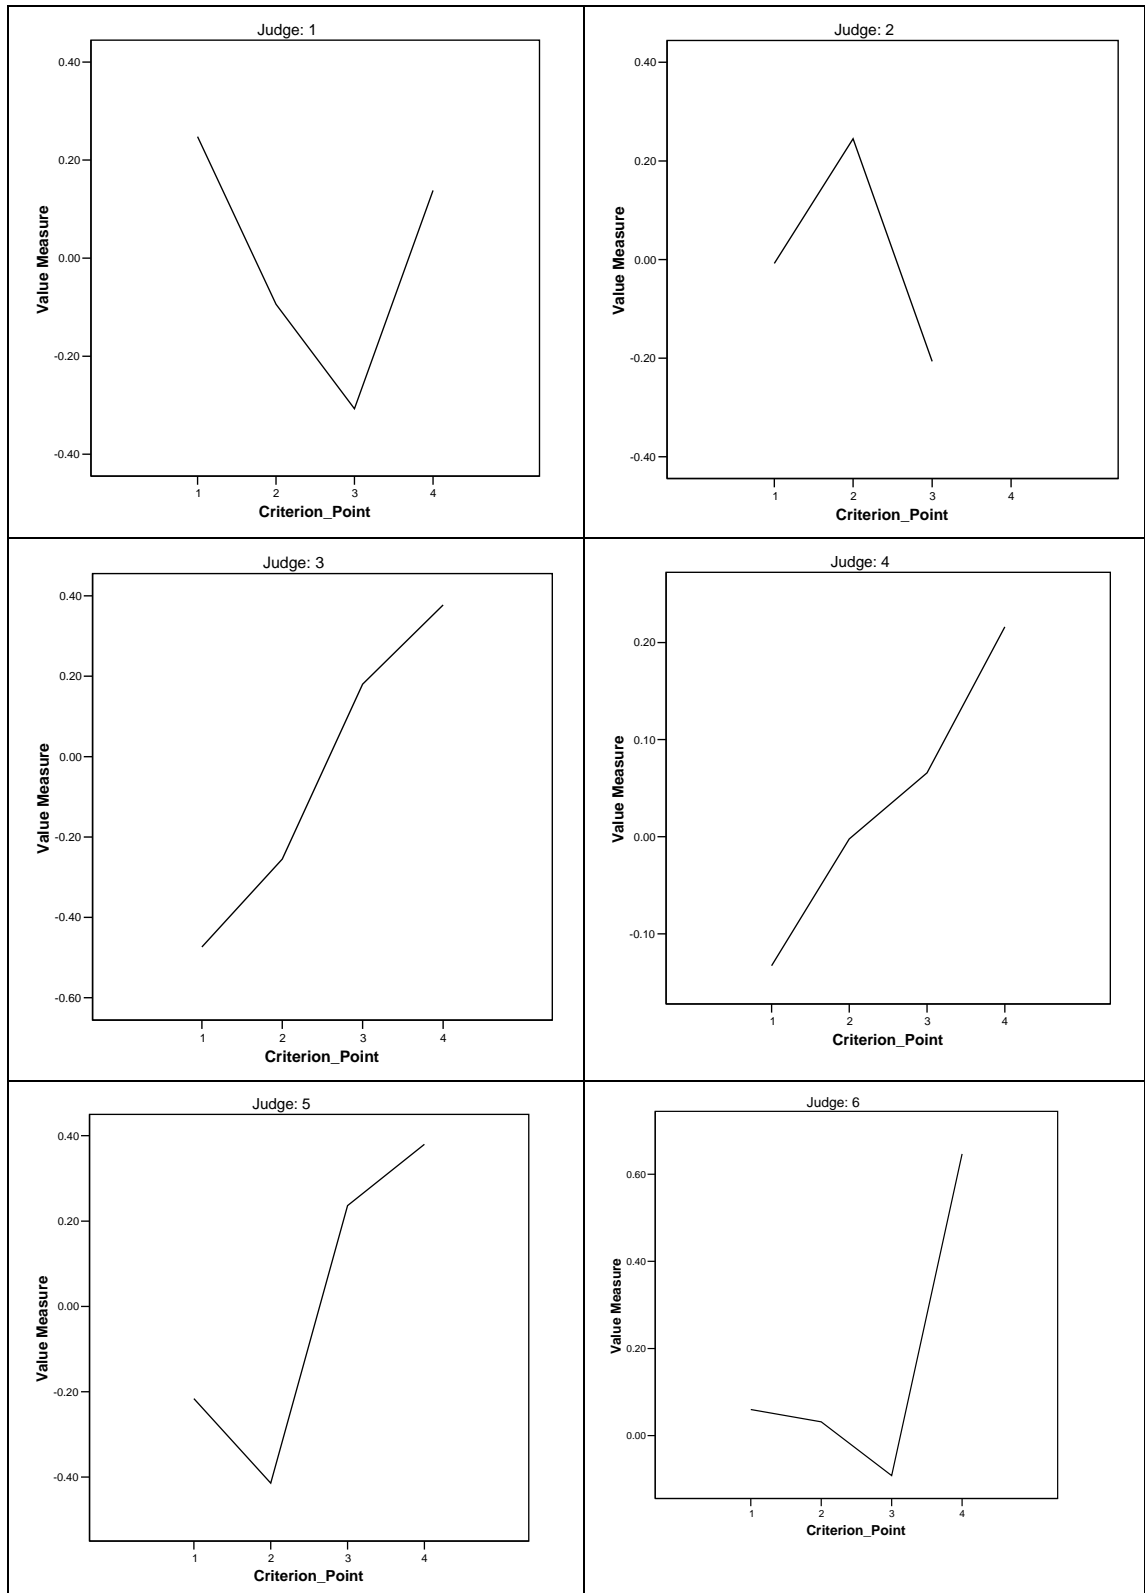 Judge: 1
0.40
0.20
0.00
-0.20
-0.40
Value Measure
1 2 3 4
Criterion_Point
Judge: 2
0.40
0.20
0.00
-0.20
-0.40
Value Measure
1 2 3 4
Criterion_Point
Judge: 3
0.40
0.20
0.00
-0.20
-0.40
-0.60
Value Measure
1 2 3 4
Criterion_Point
Judge: 4
0.20
0.10
0.00
-0.10
Value Measure
1 2 3 4
Criterion_Point
Judge: 5
0.40
0.20
0.00
-0.20
-0.40
Value Measure
1 2 3 4
Criterion_Point
Judge: 6
0.60
0.40
0.20
0.00
Value Measure
1 2 3 4
Criterion_Point